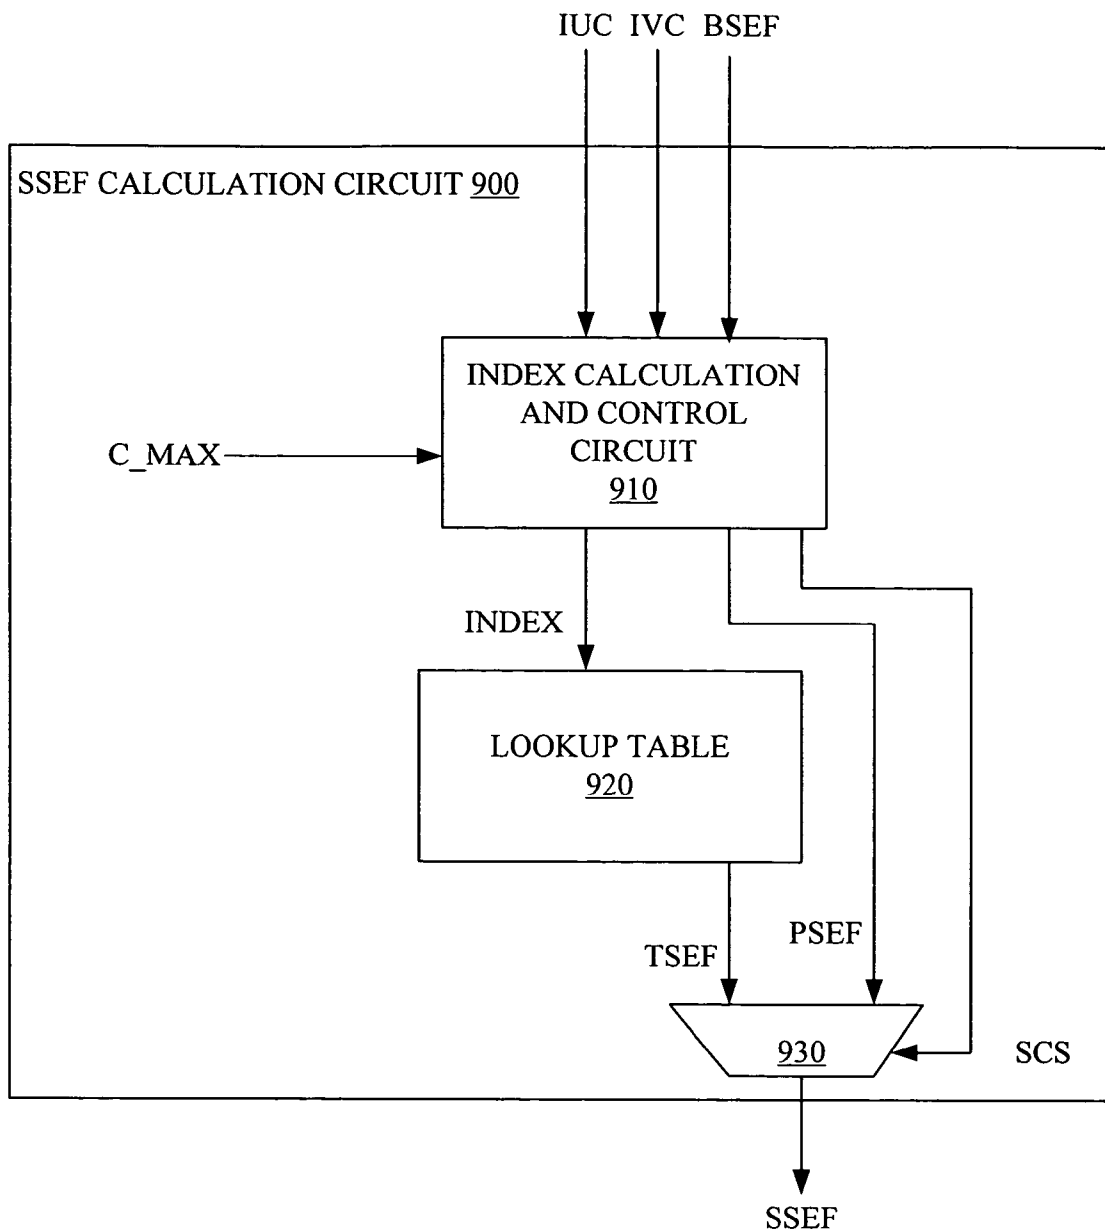 IUC IVC BSEF
SSEF CALCULATION CIRCUIT 900
INDEX CALCULATION
AND CONTROL
CIRCUIT
910
C_MAX
INDEX
LOOKUP TABLE
920
PSEF
TSEF
930
SCS
SSEF